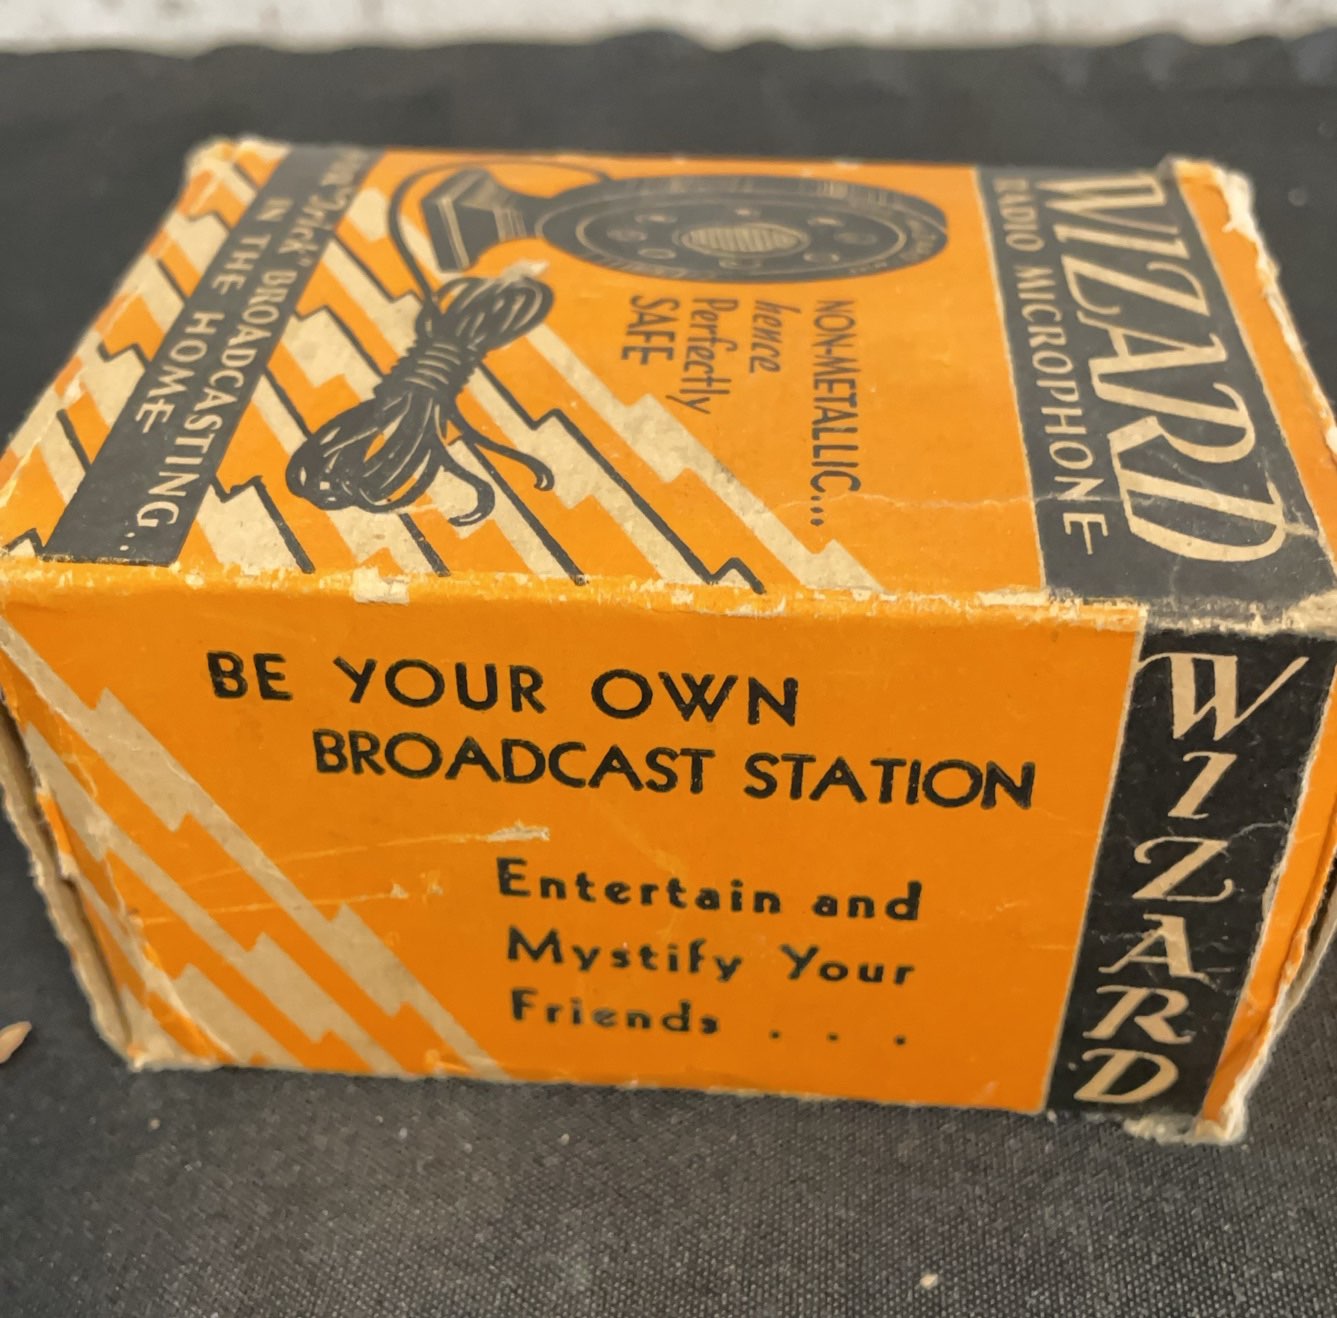 WIZARD
RADIO MICROPHONE
NON-METALLIC...
hence
Perfectly
SAFE
FOR "Trick" BROADCASTING..
IN THE HOME
BE YOUR OWN
BROADCAST STATION
Entertain and
Mystify Your
Friends . . .
WIZARD